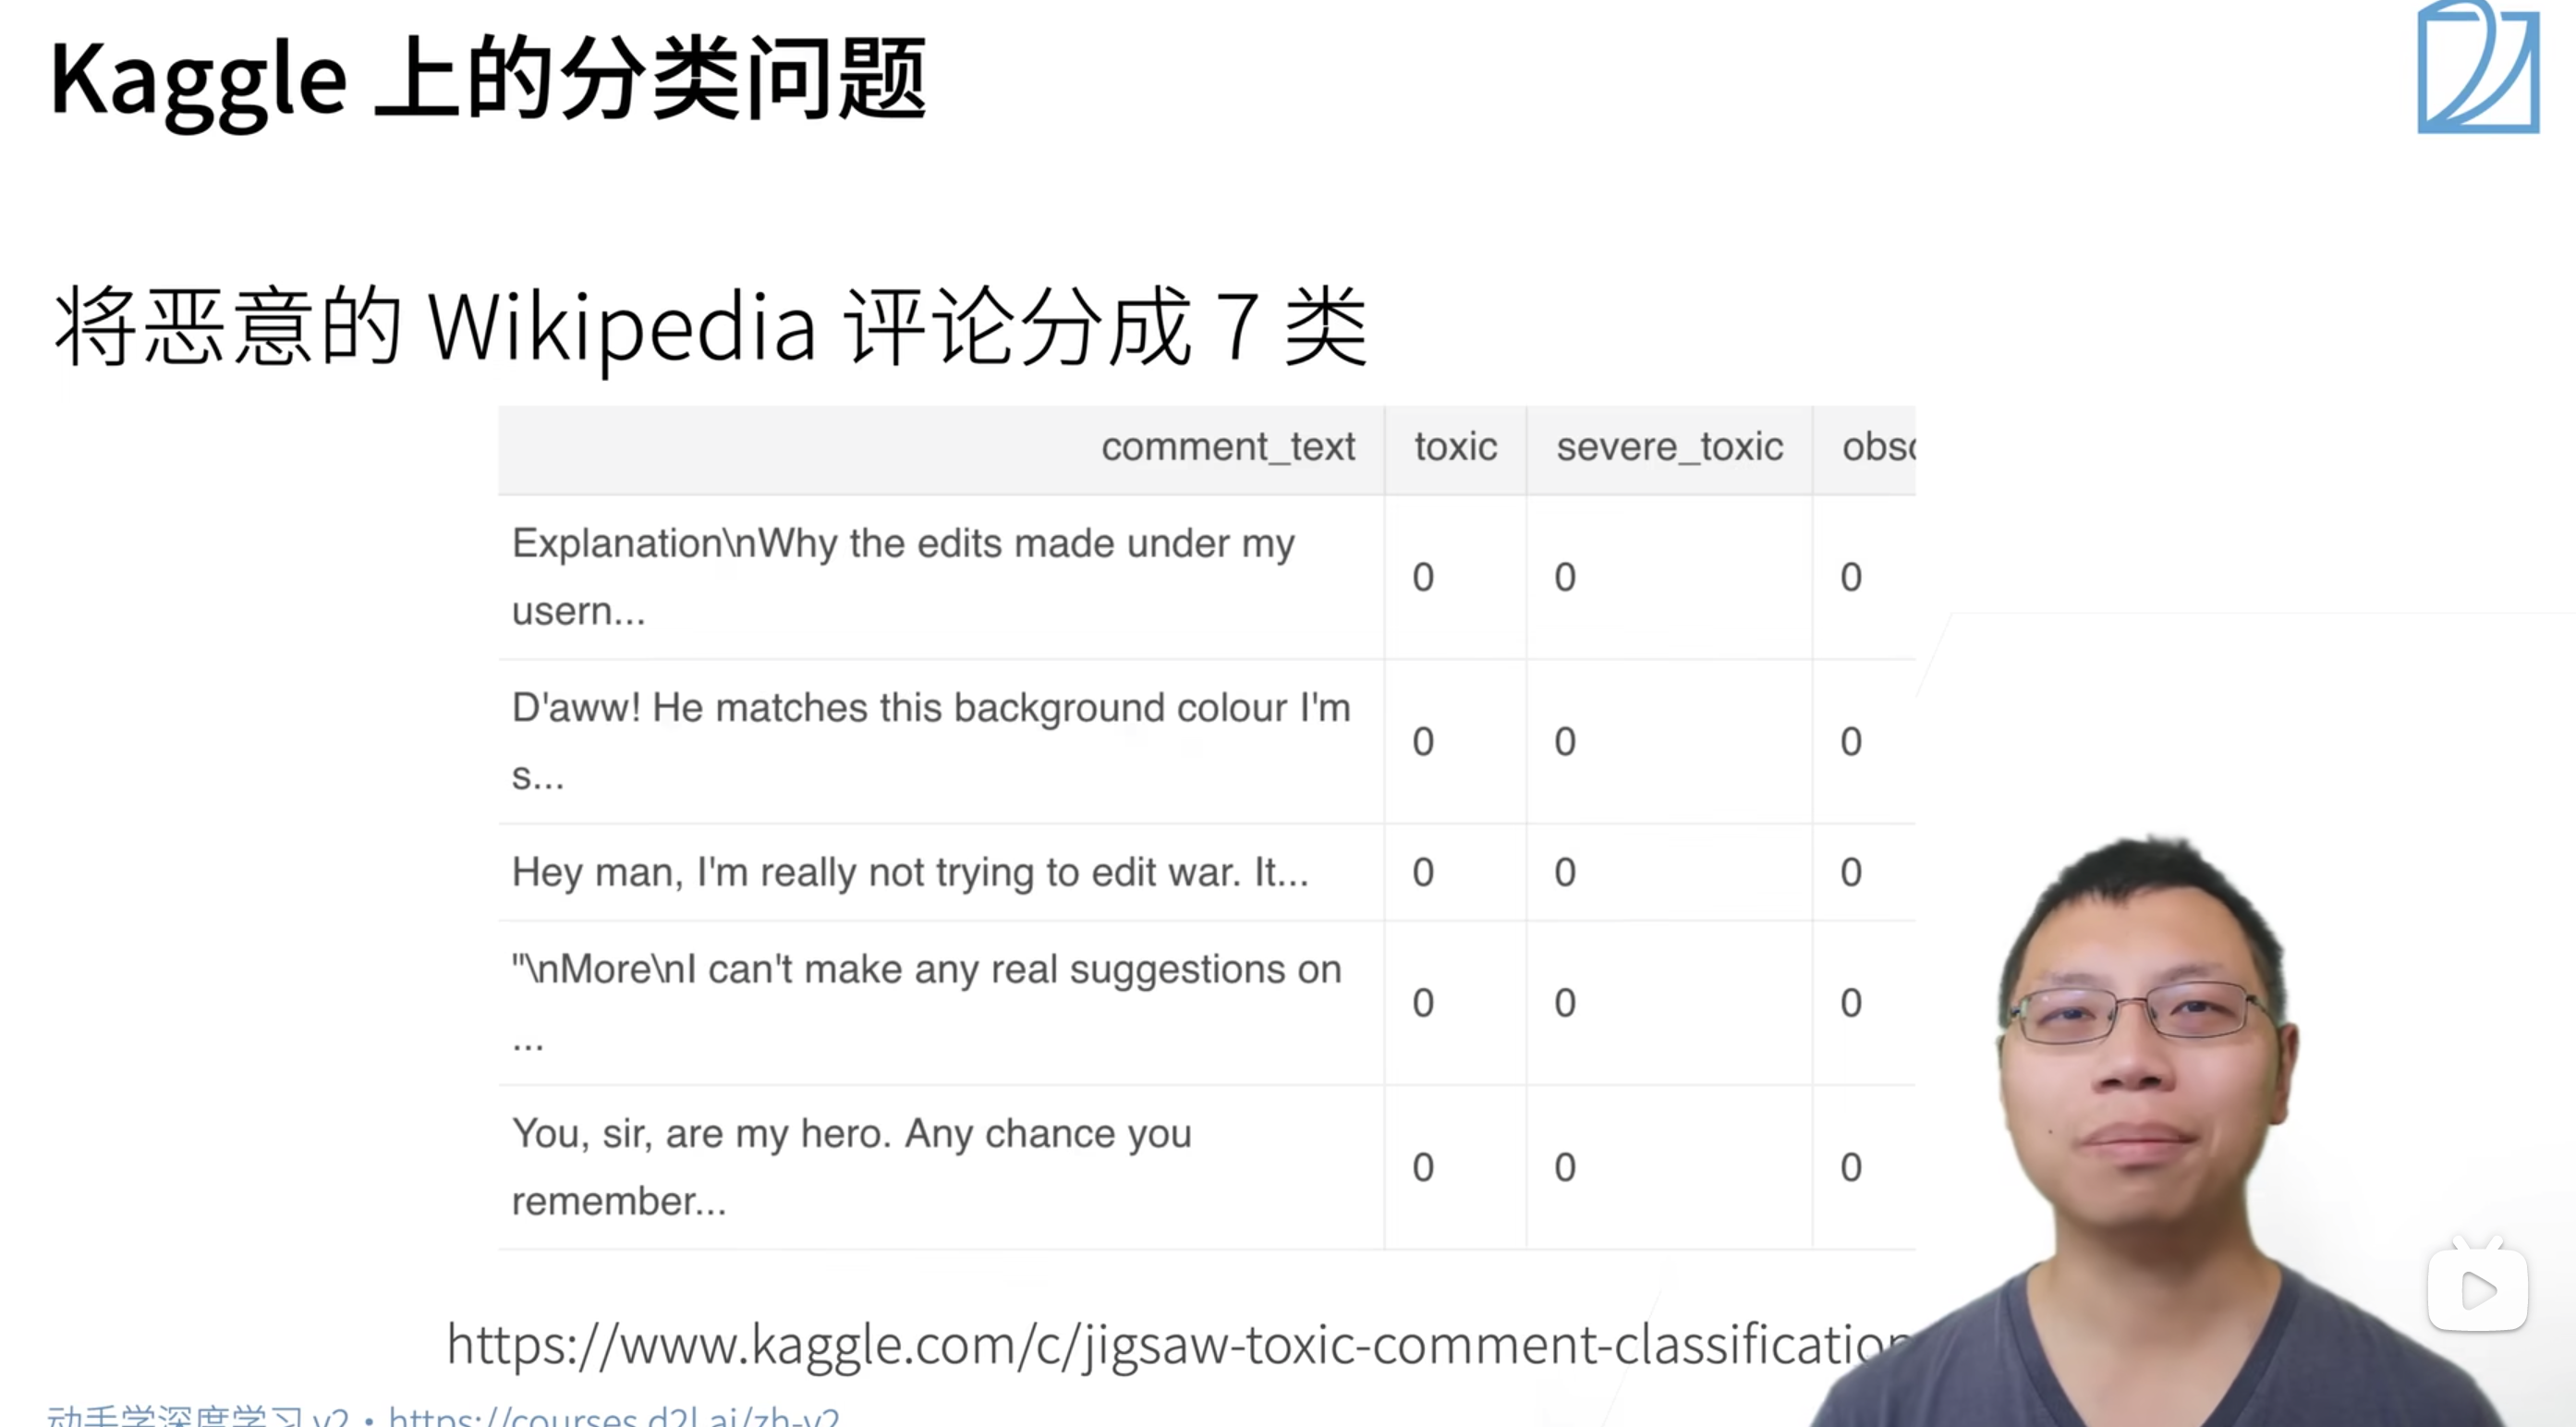 Kaggle 上的分类问题
将恶意的 Wikipedia 评论分成 7 类
comment_text toxic severe_toxic
Explanation\nWhy the edits made under my
usern...
0 0 0
D'aww! He matches this background colour I'm
s...
0 0 0
Hey man, I'm really not trying to edit war. It... 0 0 0
"\nMore\nI can't make any real suggestions on
...
0 0 0
You, sir, are my hero. Any chance you
remember...
0 0 0
https://www.kaggle.com/c/jigsaw-toxic-comment-classification
动手学深度学习 v2 • https://courses.d2l.ai/zh-v2